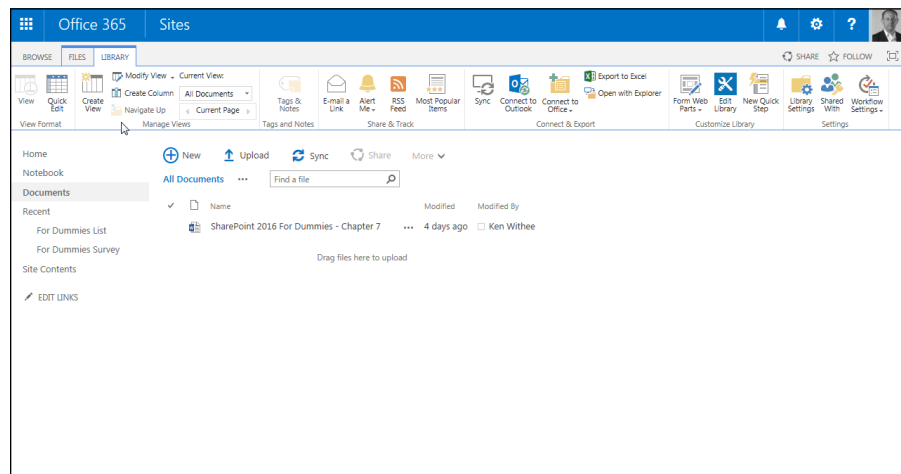 Office 365 Sites ?
BROWSE FILES LIBRARY SHARE FOLLOW
View
Quick Edit
Create View
Modify View
Create Column
Navigate Up
Current View:
All Documents
Current Page
Tags & Notes
E-mail a Link
Alert Me
RSS Feed
Most Popular Items
Sync
Connect to Outlook
Connect to Office
Export to Excel
Open with Explorer
Form Web Parts
Edit Library
New Quick Step
Library Settings
Shared With
Workflow Settings
View Format Manage Views Tags and Notes Share & Track Connect & Export Customize Library Settings
Home
Notebook
Documents
Recent
For Dummies List
For Dummies Survey
Site Contents
EDIT LINKS
New Upload Sync Share More
All Documents ••• Find a file
Name Modified Modified By
SharePoint 2016 For Dummies - Chapter 7 ••• 4 days ago Ken Withee
Drag files here to upload